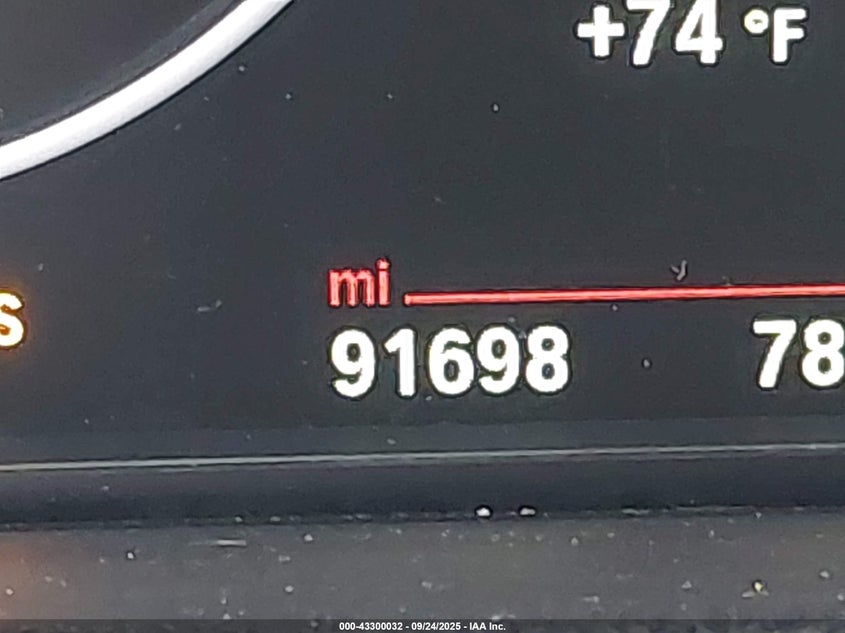 +74 °F
mi
S
91698 78
000-43300032 - 09/24/2025 - IAA Inc.